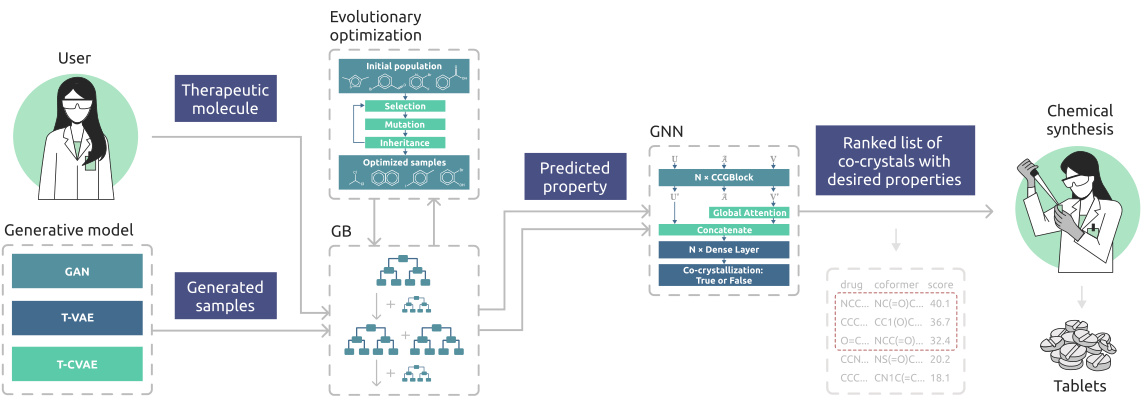 User
Therapeutic
molecule
Generative model
GAN
T-VAE
T-CVAE
Generated
samples
Evolutionary
optimization
Initial population
Selection
Mutation
Inheritance
Optimized samples
GB
+
+
+
Predicted
property
GNN
U A V
N × CCGBlock
U' A V'
Global Attention
Concatenate
N × Dense Layer
Co-crystallization:
True or False
Ranked list of
co-crystals with
desired properties
drug coformer score
NCC... NC(=O)C... 40.1
CCC... CC1(O)C... 36.7
O=C... NCC(=O)... 32.4
CCN... NS(=O)C... 20.2
CCC... CN1C(=C... 18.1
Chemical
synthesis
Tablets